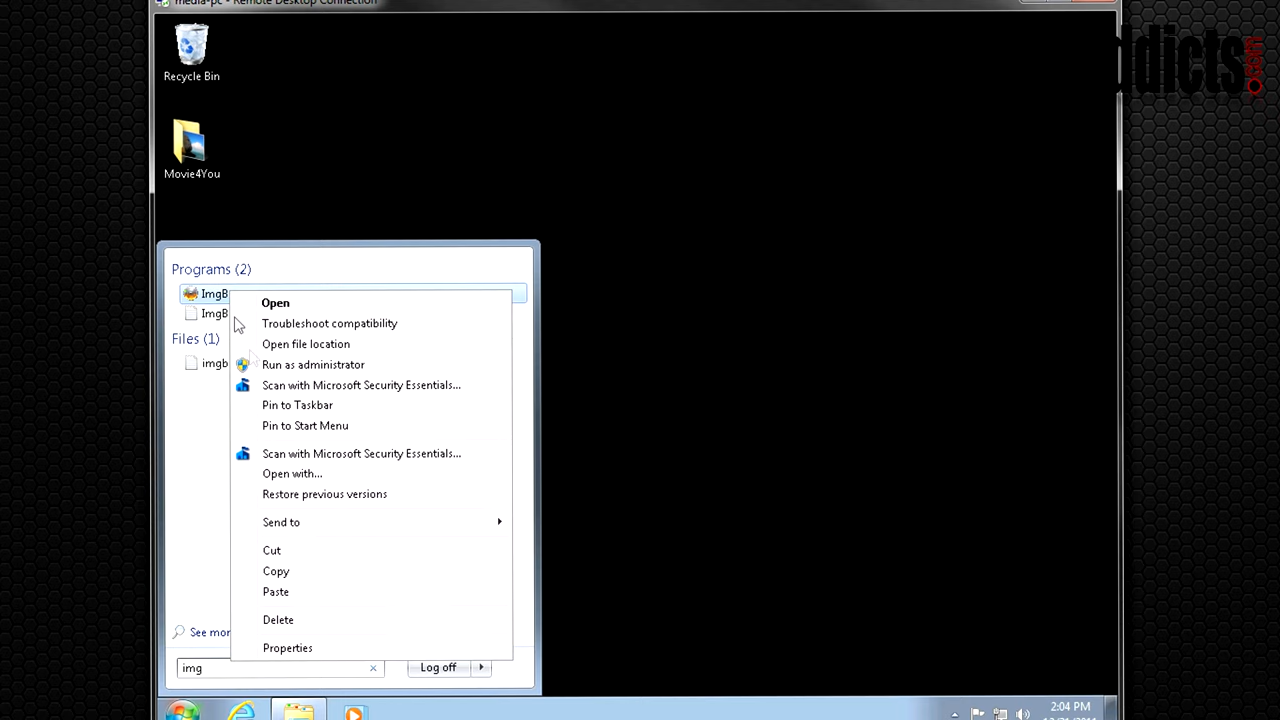 media-pc - Remote Desktop Connection
ddicts
.com
Recycle Bin
Movie4You
Programs (2)
ImgB
ImgB
Files (1)
imgb
Open
Troubleshoot compatibility
Open file location
Run as administrator
Scan with Microsoft Security Essentials...
Pin to Taskbar
Pin to Start Menu
Scan with Microsoft Security Essentials...
Open with...
Restore previous versions
Send to
Cut
Copy
Paste
Delete
Properties
See mor
img
Log off
2:04 PM